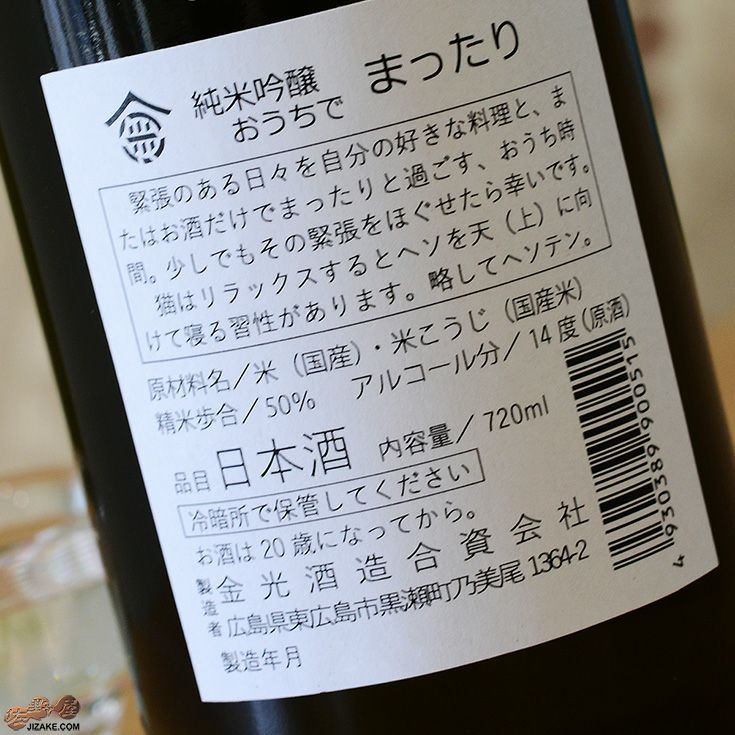 純米吟醸
おうちで まったり
緊張のある日々を自分の好きな料理と、ま
たはお酒だけでまったりと過ごす、おうち時
間。少しでもその緊張をほぐせたら幸いです。
猫はリラックスするとヘソを天（上）に向
けて寝る習性があります。略してヘソテン。
原材料名／米（国産）・米こうじ（国産米）
精米歩合／50% アルコール分／14度(原酒)
品目 日本酒 内容量／720ml
冷暗所で保管してください
お酒は20歳になってから。
製造者 金光酒造合資会社
広島県東広島市黒瀬町乃美尾1364-2
製造年月
4 930389 900515
佐野屋
JIZAKE.COM